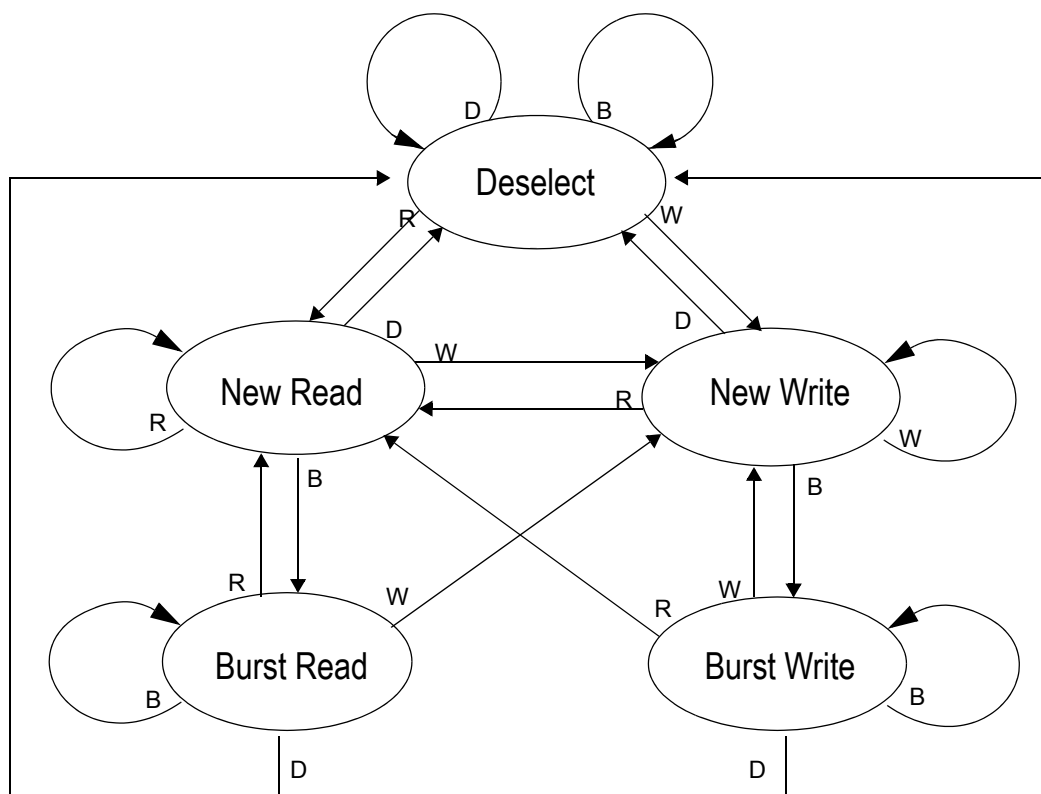 D B
Deselect
R W
D D
W
New Read New Write
R
R W
B B
R W R W
Burst Read Burst Write
B B
D D